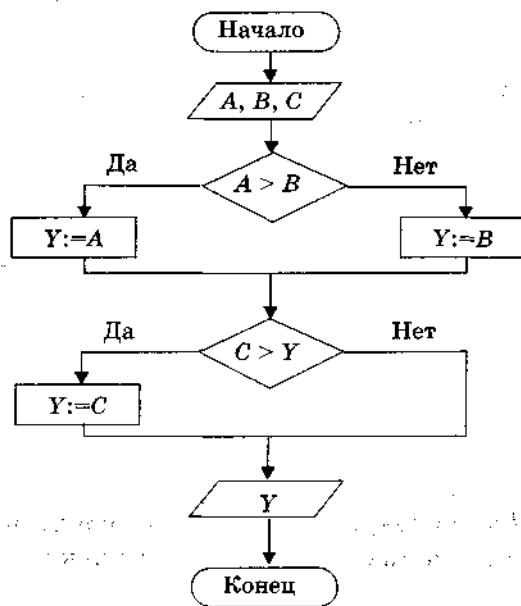 Начало
A, B, C
Да
A > B
Нет
Y:=A
Y:=B
Да
C > Y
Нет
Y:=C
Y
Конец